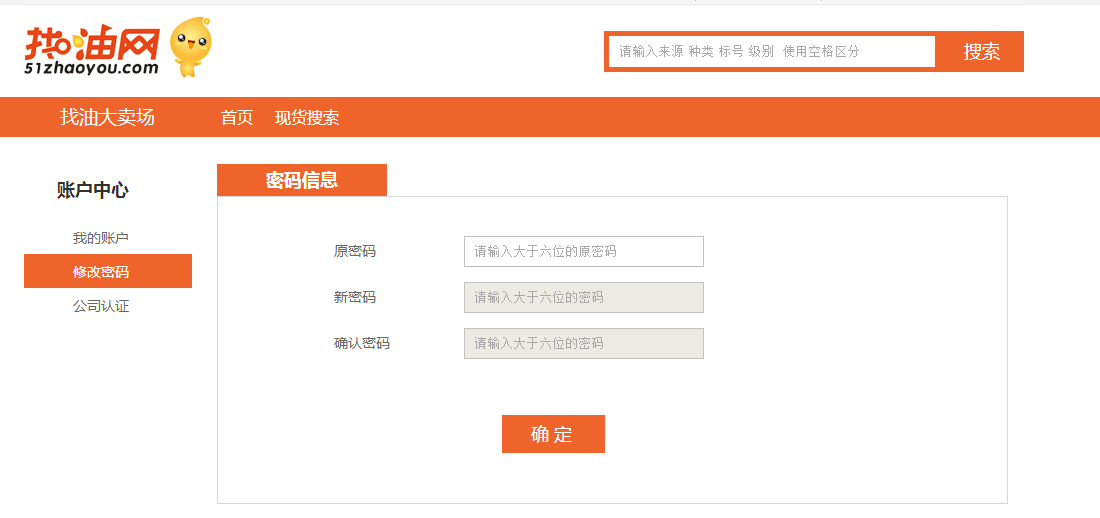 找油网
51zhaoyou.com
请输入来源 种类 标号 级别 使用空格区分
搜索
找油大卖场 首页 现货搜索
账户中心
我的账户
修改密码
公司认证
密码信息
原密码 请输入大于六位的原密码
新密码 请输入大于六位的密码
确认密码 请输入大于六位的密码
确 定